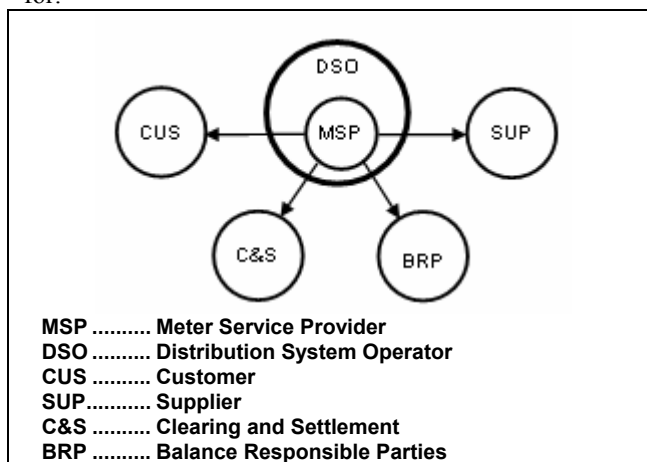 for:
DSO
CUS
MSP
SUP
C&S
BRP
MSP .......... Meter Service Provider
DSO .......... Distribution System Operator
CUS .......... Customer
SUP.......... Supplier
C&S .......... Clearing and Settlement
BRP .......... Balance Responsible Parties